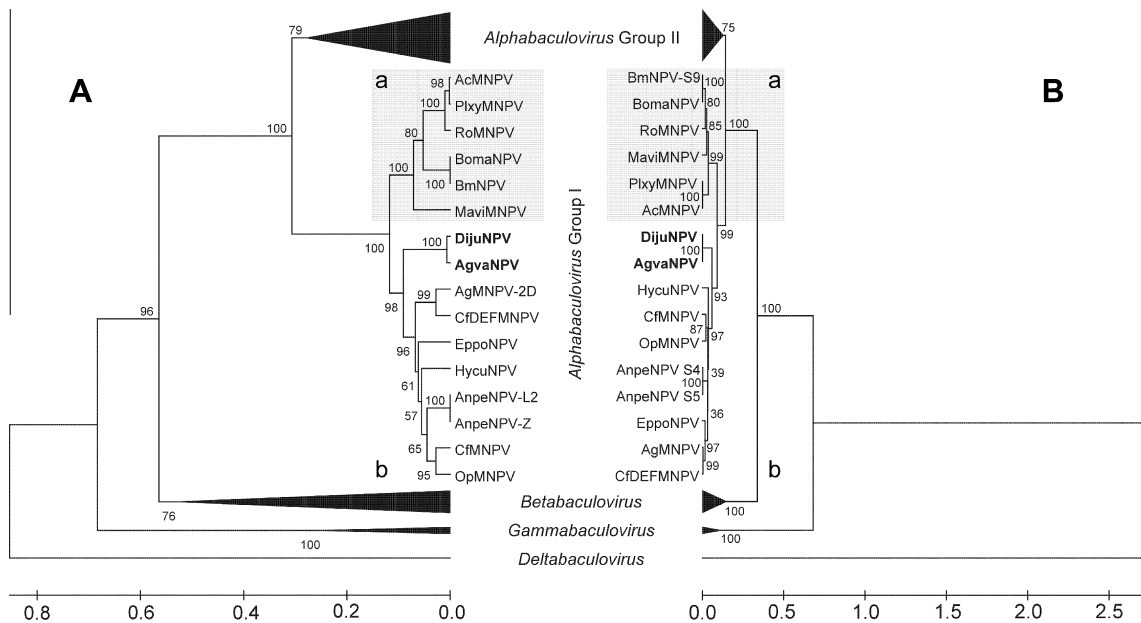 A
B
79
75
Alphabaculovirus Group II
a
a
AcMNPV
PlxyMNPV
RoMNPV
BomaNPV
BmNPV
MaviMNPV
DijuNPV
AgvaNPV
AgMNPV-2D
CfDEFMNPV
EppoNPV
HycuNPV
AnpeNPV-L2
AnpeNPV-Z
CfMNPV
OpMNPV
b
98
100
80
100
100
100
100
100
100
98
99
96
61
57
100
65
95
96
76
100
Alphabaculovirus Group I
BmNPV-S9
BomaNPV
RoMNPV
MaviMNPV
PlxyMNPV
AcMNPV
DijuNPV
AgvaNPV
HycuNPV
CfMNPV
OpMNPV
AnpeNPV S4
AnpeNPV S5
EppoNPV
AgMNPV
CfDEFMNPV
b
100
80
85
100
99
100
99
100
93
100
87
97
39
100
36
97
99
100
100
Betabaculovirus
Gammabaculovirus
Deltabaculovirus
0.8 0.6 0.4 0.2 0.0
0.0 0.5 1.0 1.5 2.0 2.5